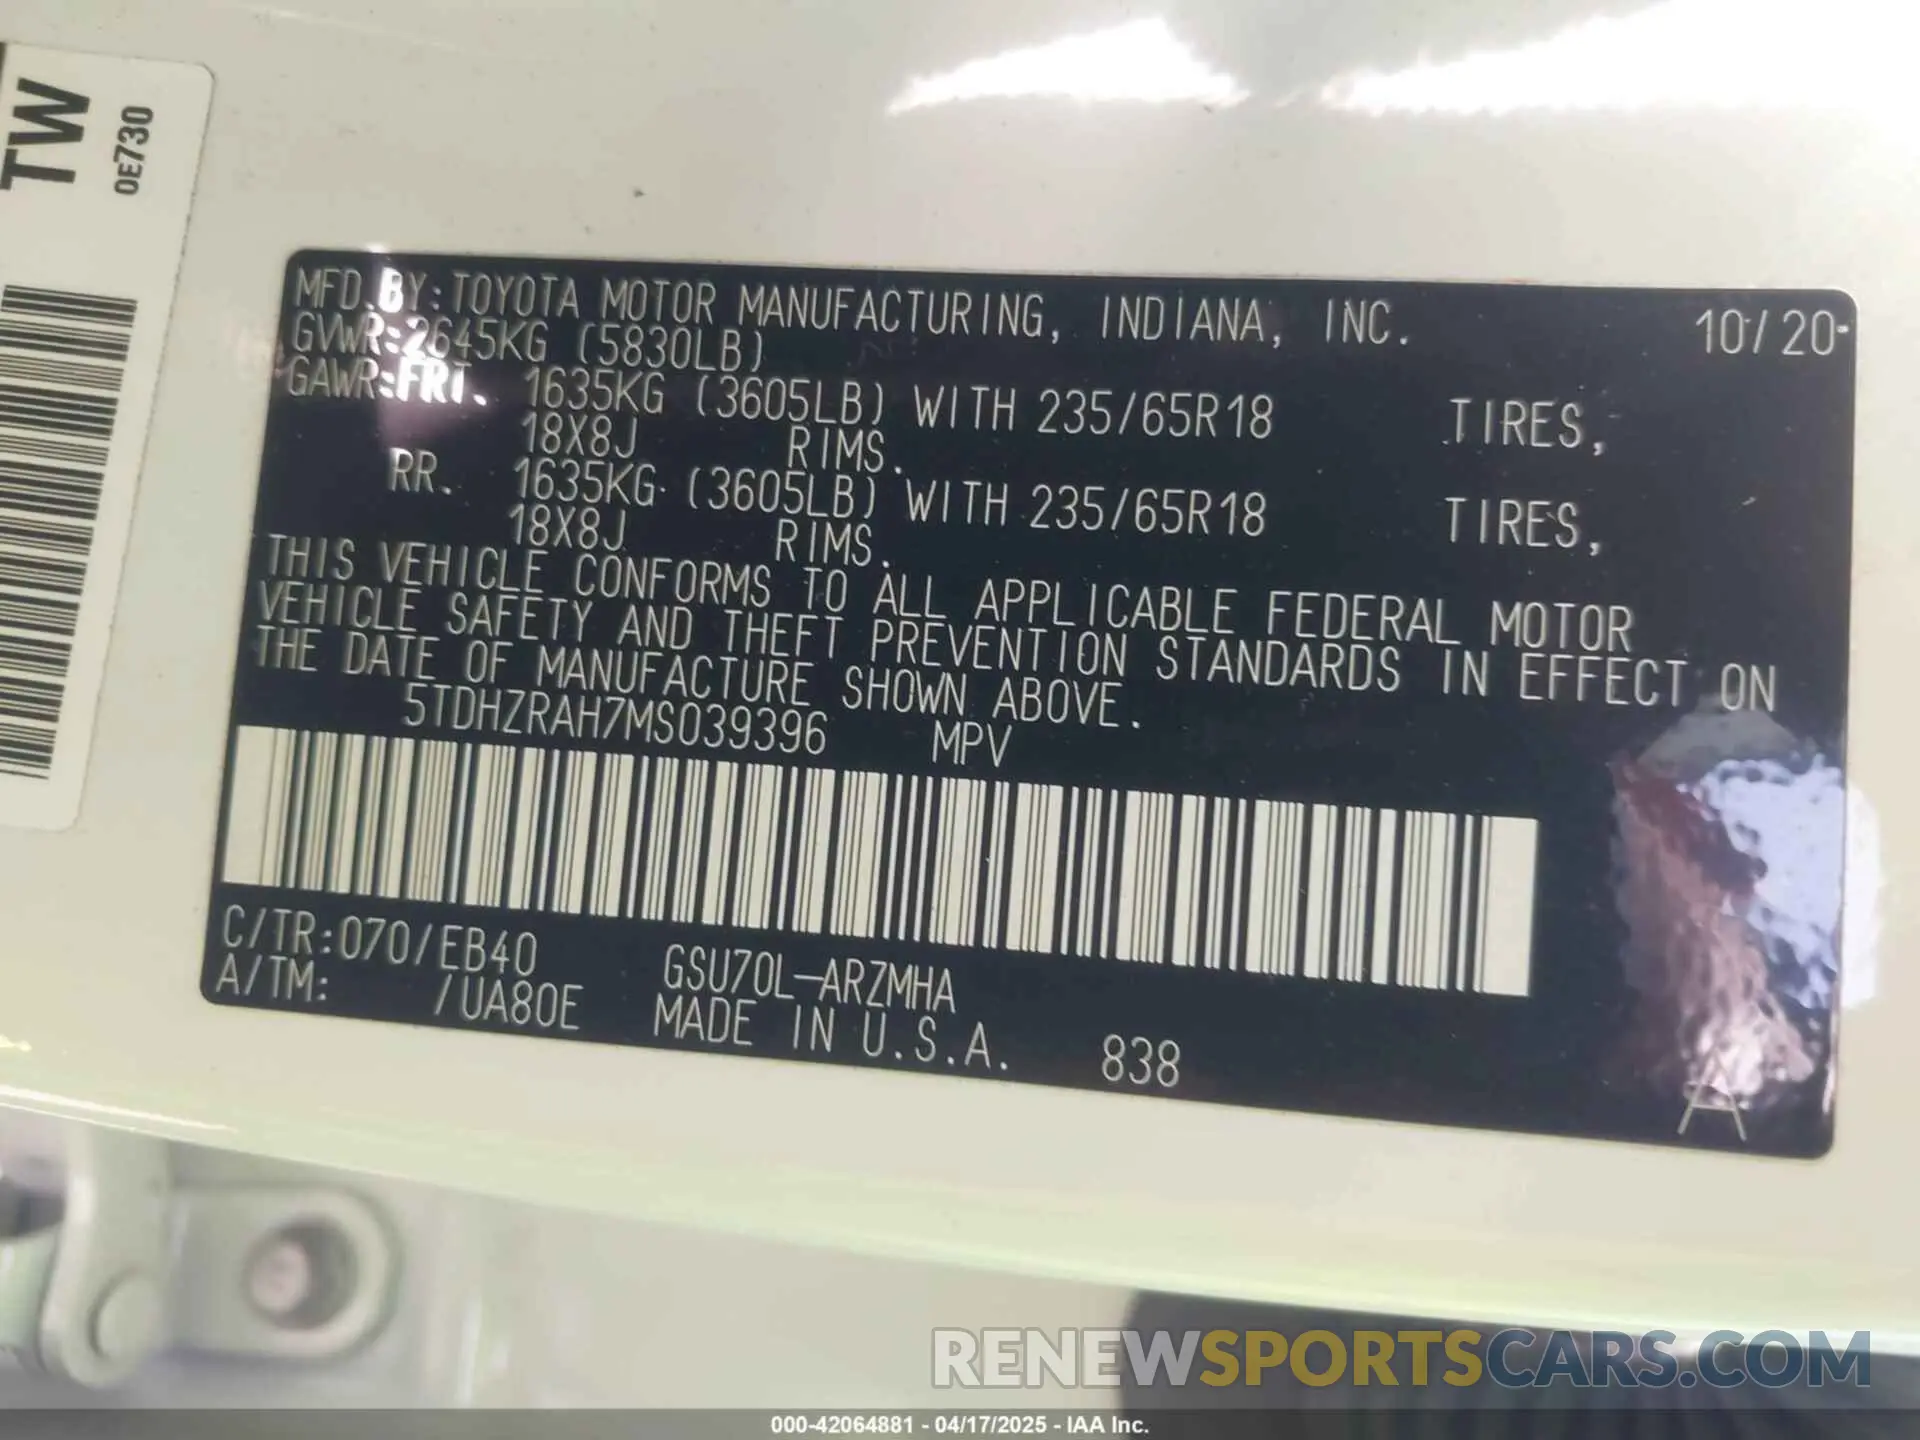 TW
0E730
MFD.BY:TOYOTA MOTOR MANUFACTURING, INDIANA, INC. 10/20
GVWR:2645KG (5830LB)
GAWR:FRT. 1635KG (3605LB) WITH 235/65R18 TIRES,
18X8J RIMS.
RR. 1635KG (3605LB) WITH 235/65R18 TIRES,
18X8J RIMS.
THIS VEHICLE CONFORMS TO ALL APPLICABLE FEDERAL MOTOR
VEHICLE SAFETY AND THEFT PREVENTION STANDARDS IN EFFECT ON
THE DATE OF MANUFACTURE SHOWN ABOVE.
5TDHZRAH7MS039396 MPV
C/TR:070/EB40 GSU70L-ARZMHA
A/TM: /UA80E MADE IN U.S.A. 838
A
RENEWSPORTSCARS.COM
000-42064881 - 04/17/2025 - IAA Inc.